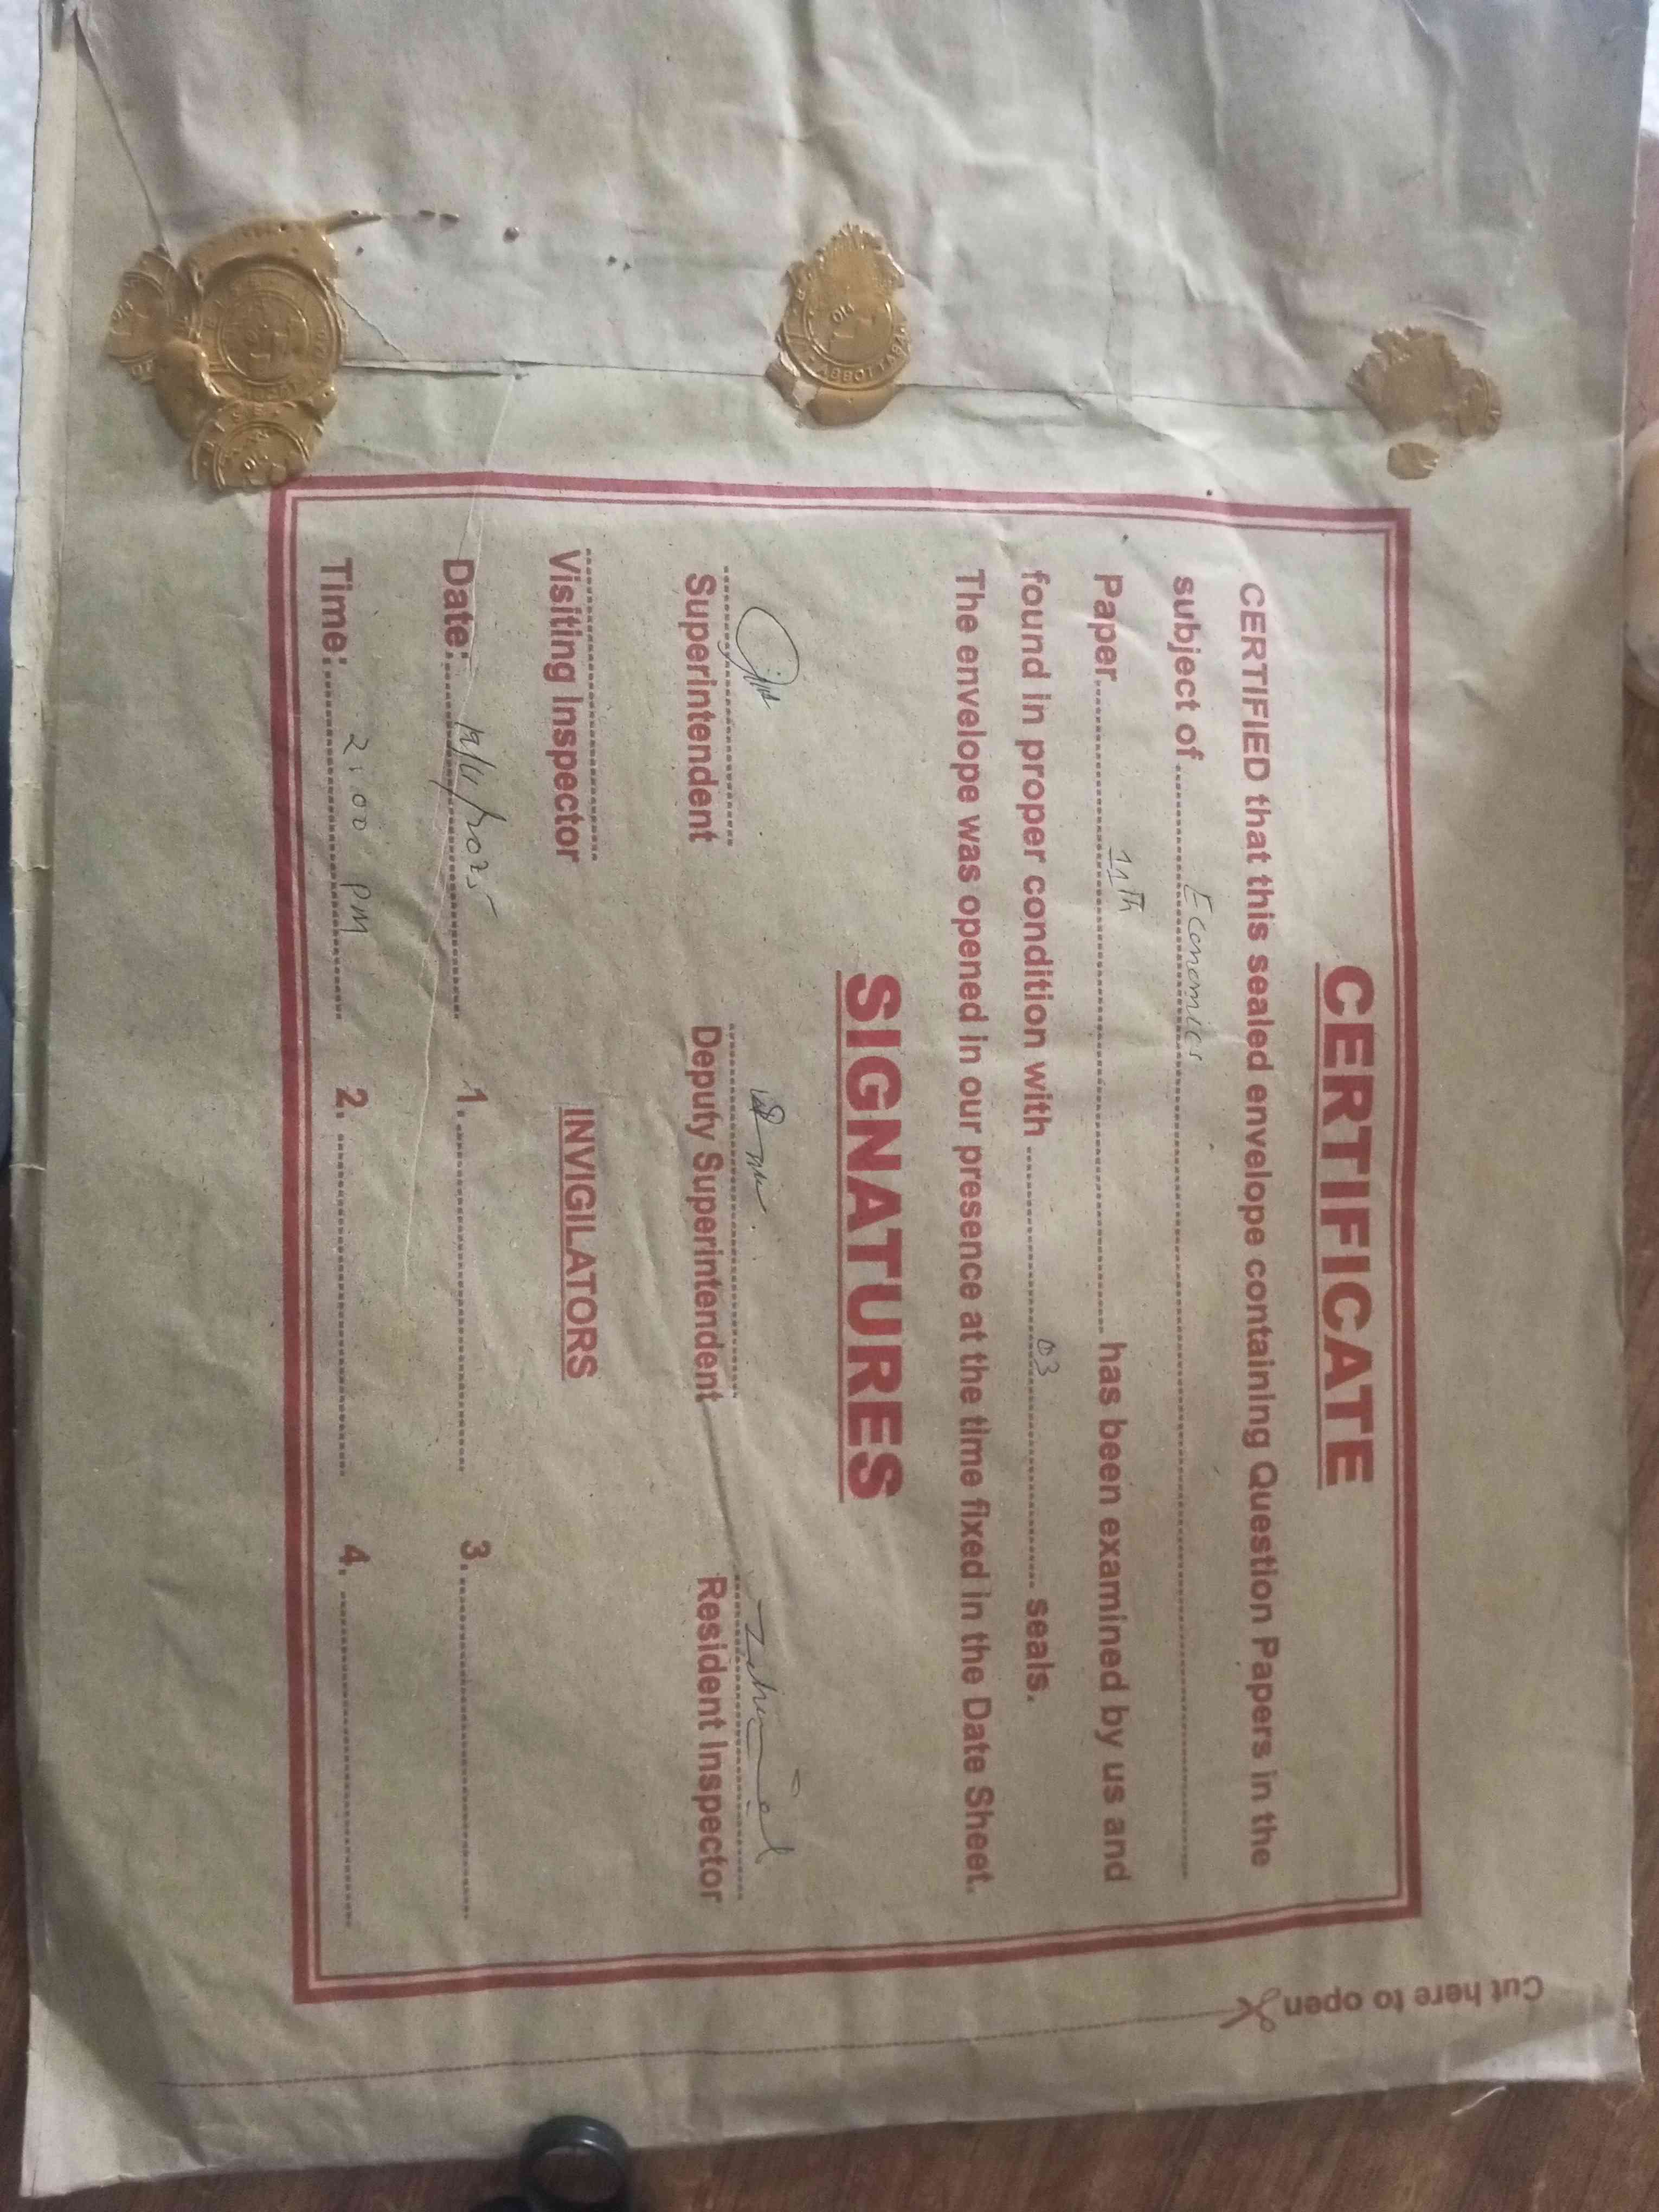 CERTIFICATE
CERTIFIED that this sealed envelope containing Question Papers in the
subject of Economics
Paper 11th has been examined by us and
found in proper condition with 03 seals.
The envelope was opened in our presence at the time fixed in the Date Sheet.
SIGNATURES
Superintendent Deputy Superintendent Resident Inspector
Visiting Inspector INVIGILATORS
Date: 1. 3.
Time: 2:00 PM 2. 4.
Cut here to open
ABBOTTABAD